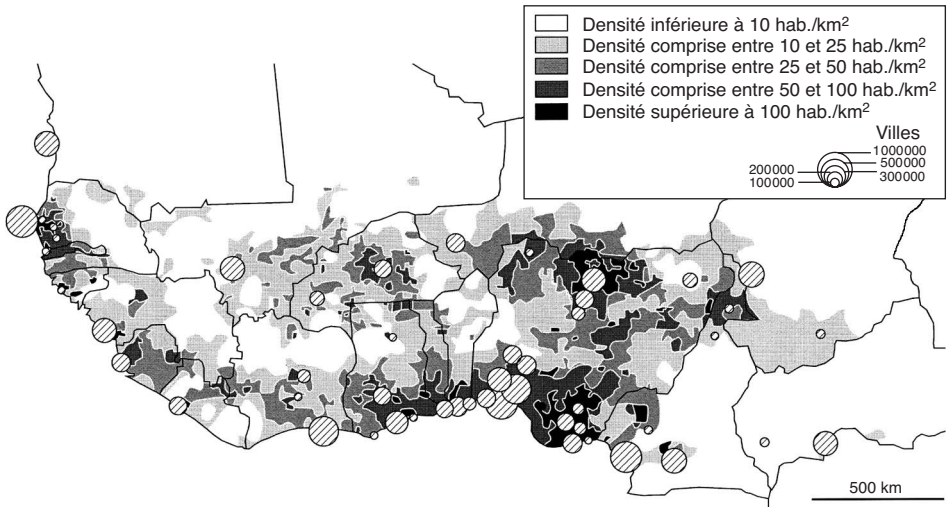 Densité inférieure à 10 hab./km²
Densité comprise entre 10 et 25 hab./km²
Densité comprise entre 25 et 50 hab./km²
Densité comprise entre 50 et 100 hab./km²
Densité supérieure à 100 hab./km²
Villes
1000000
500000
200000
300000
100000
500 km